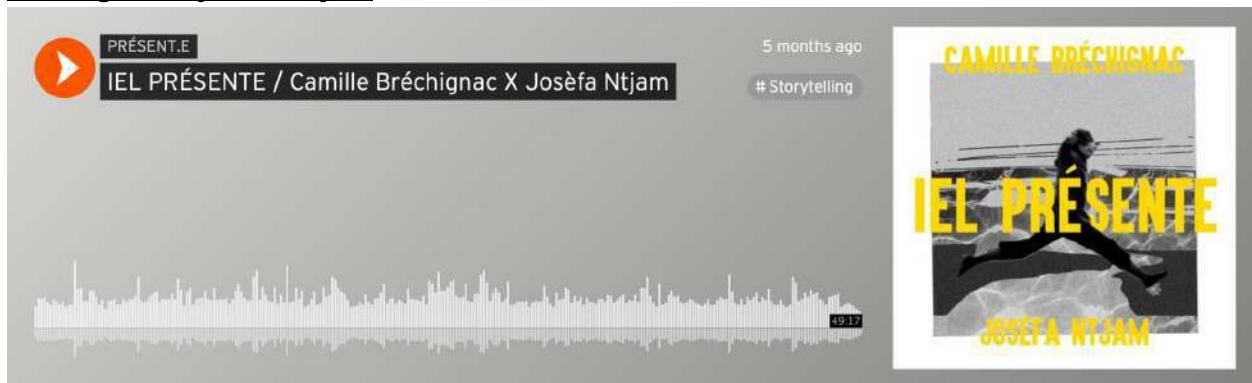 PRÉSENT.E
5 months ago
IEL PRÉSENTE / Camille Bréchignac X Josèfa Ntjam
# Storytelling
49:17
CAMILLE BRÉCHIGNAC
IEL PRÉSENTE
JOSÈFA NTJAM